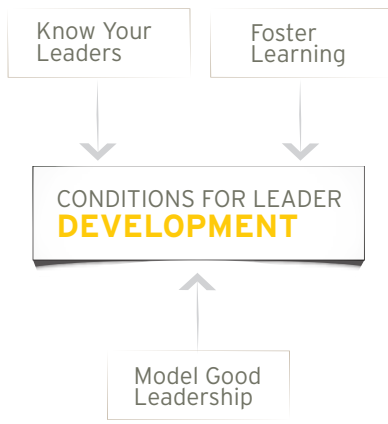 Know Your
Leaders
Foster
Learning
CONDITIONS FOR LEADER
DEVELOPMENT
Model Good
Leadership